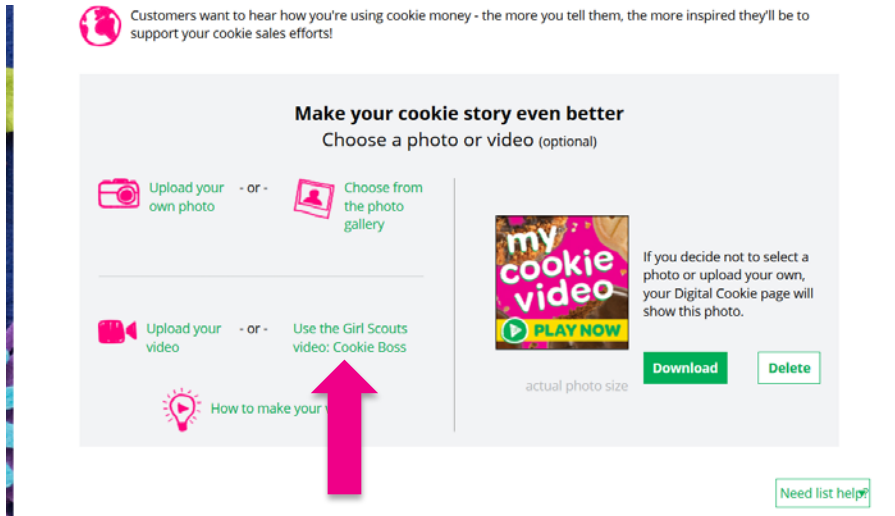 Customers want to hear how you're using cookie money - the more you tell them, the more inspired they'll be to
support your cookie sales efforts!
Make your cookie story even better
Choose a photo or video (optional)
Upload your
own photo
- or -
Choose from
the photo
gallery
Upload your
video
- or -
Use the Girl Scouts
video: Cookie Boss
How to make your
my
cookie
video
PLAY NOW
actual photo size
If you decide not to select a
photo or upload your own,
your Digital Cookie page will
show this photo.
Download
Delete
Need list help?